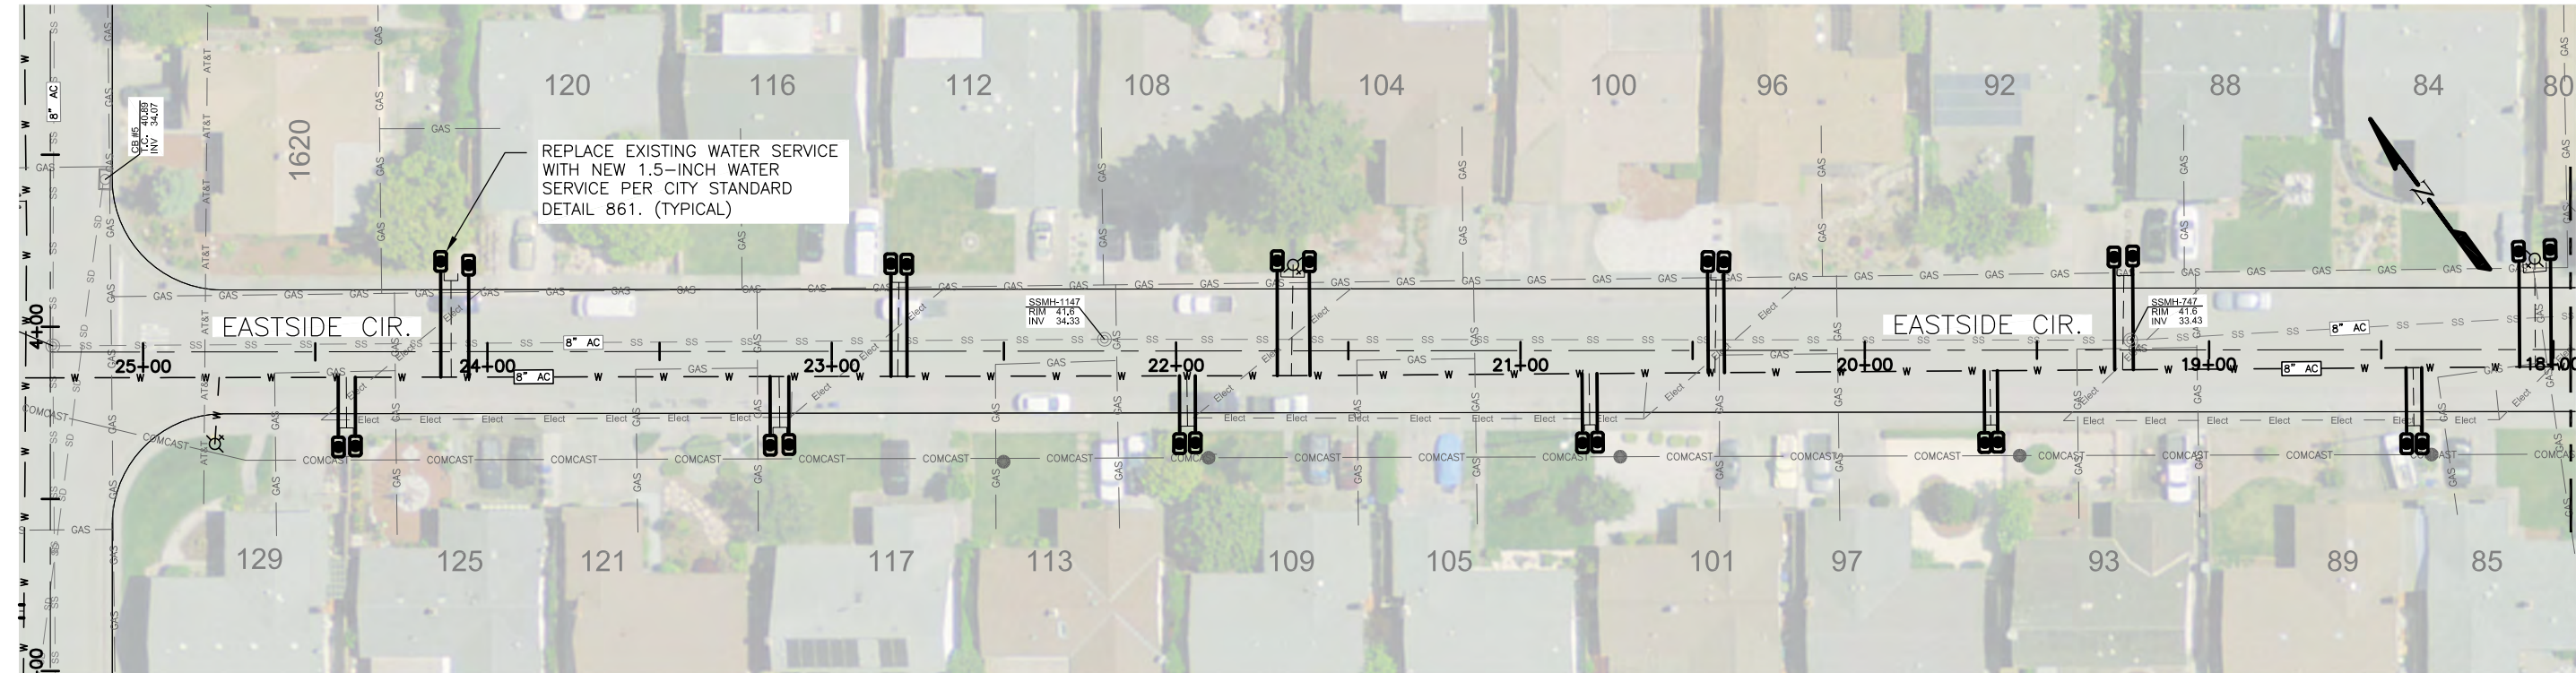 120
116
112
108
104
100
96
92
88
84
80
1620
8" AC
CB #5
T.C. 40.89
INV 34.07
REPLACE EXISTING WATER SERVICE
WITH NEW 1.5-INCH WATER
SERVICE PER CITY STANDARD
DETAIL 861. (TYPICAL)
N
GAS
AT&T
SS
SD
W
EASTSIDE CIR.
SSMH-1147
RIM 41.6
INV 34.33
EASTSIDE CIR.
SSMH-747
RIM 41.6
INV 33.43
8" AC
8" AC
4+00
25+00
24+00
23+00
22+00
21+00
20+00
19+00
18+00
8" AC
8" AC
Elect
COMCAST
129
125
121
117
113
109
105
101
97
93
89
85